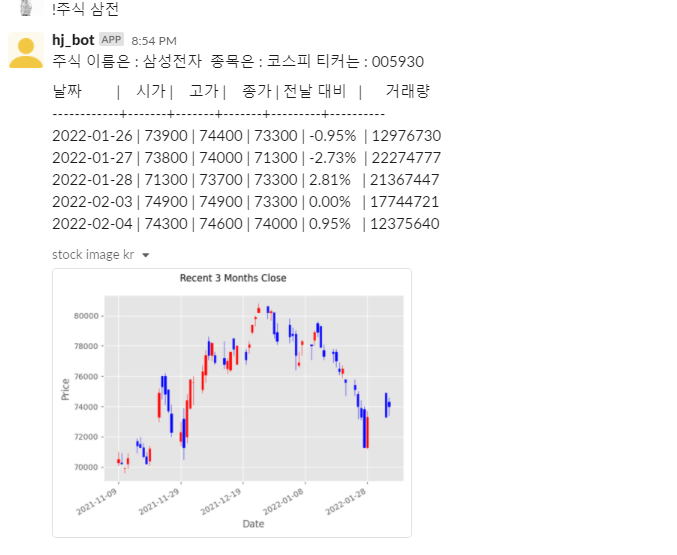 !주식 삼전
hj_bot APP 8:54 PM
주식 이름은 : 삼성전자 종목은 : 코스피 티커는 : 005930
날짜 | 시가 | 고가 | 종가 | 전날 대비 | 거래량
------------+-------+-------+-------+---------+----------
2022-01-26 | 73900 | 74400 | 73300 | -0.95% | 12976730
2022-01-27 | 73800 | 74000 | 71300 | -2.73% | 22274777
2022-01-28 | 71300 | 73700 | 73300 | 2.81% | 21367447
2022-02-03 | 74900 | 74900 | 73300 | 0.00% | 17744721
2022-02-04 | 74300 | 74600 | 74000 | 0.95% | 12375640
stock image kr
Recent 3 Months Close
80000
78000
76000
Price
74000
72000
70000
2021-11-09 2021-11-29 2021-12-19 2022-01-08 2022-01-28
Date